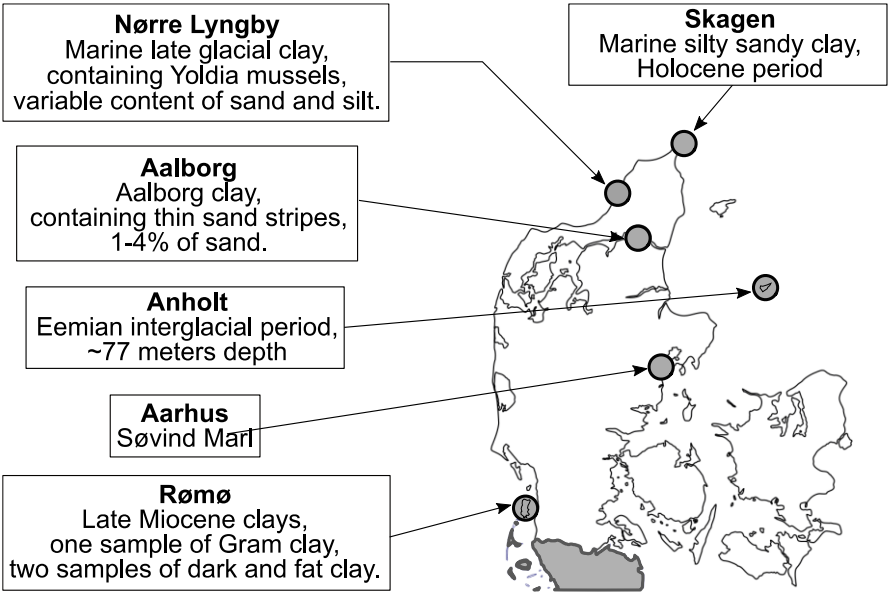 Nørre Lyngby
Marine late glacial clay,
containing Yoldia mussels,
variable content of sand and silt.
Skagen
Marine silty sandy clay,
Holocene period
Aalborg
Aalborg clay,
containing thin sand stripes,
1-4% of sand.
Anholt
Eemian interglacial period,
~77 meters depth
Aarhus
Søvind Marl
Rømø
Late Miocene clays,
one sample of Gram clay,
two samples of dark and fat clay.